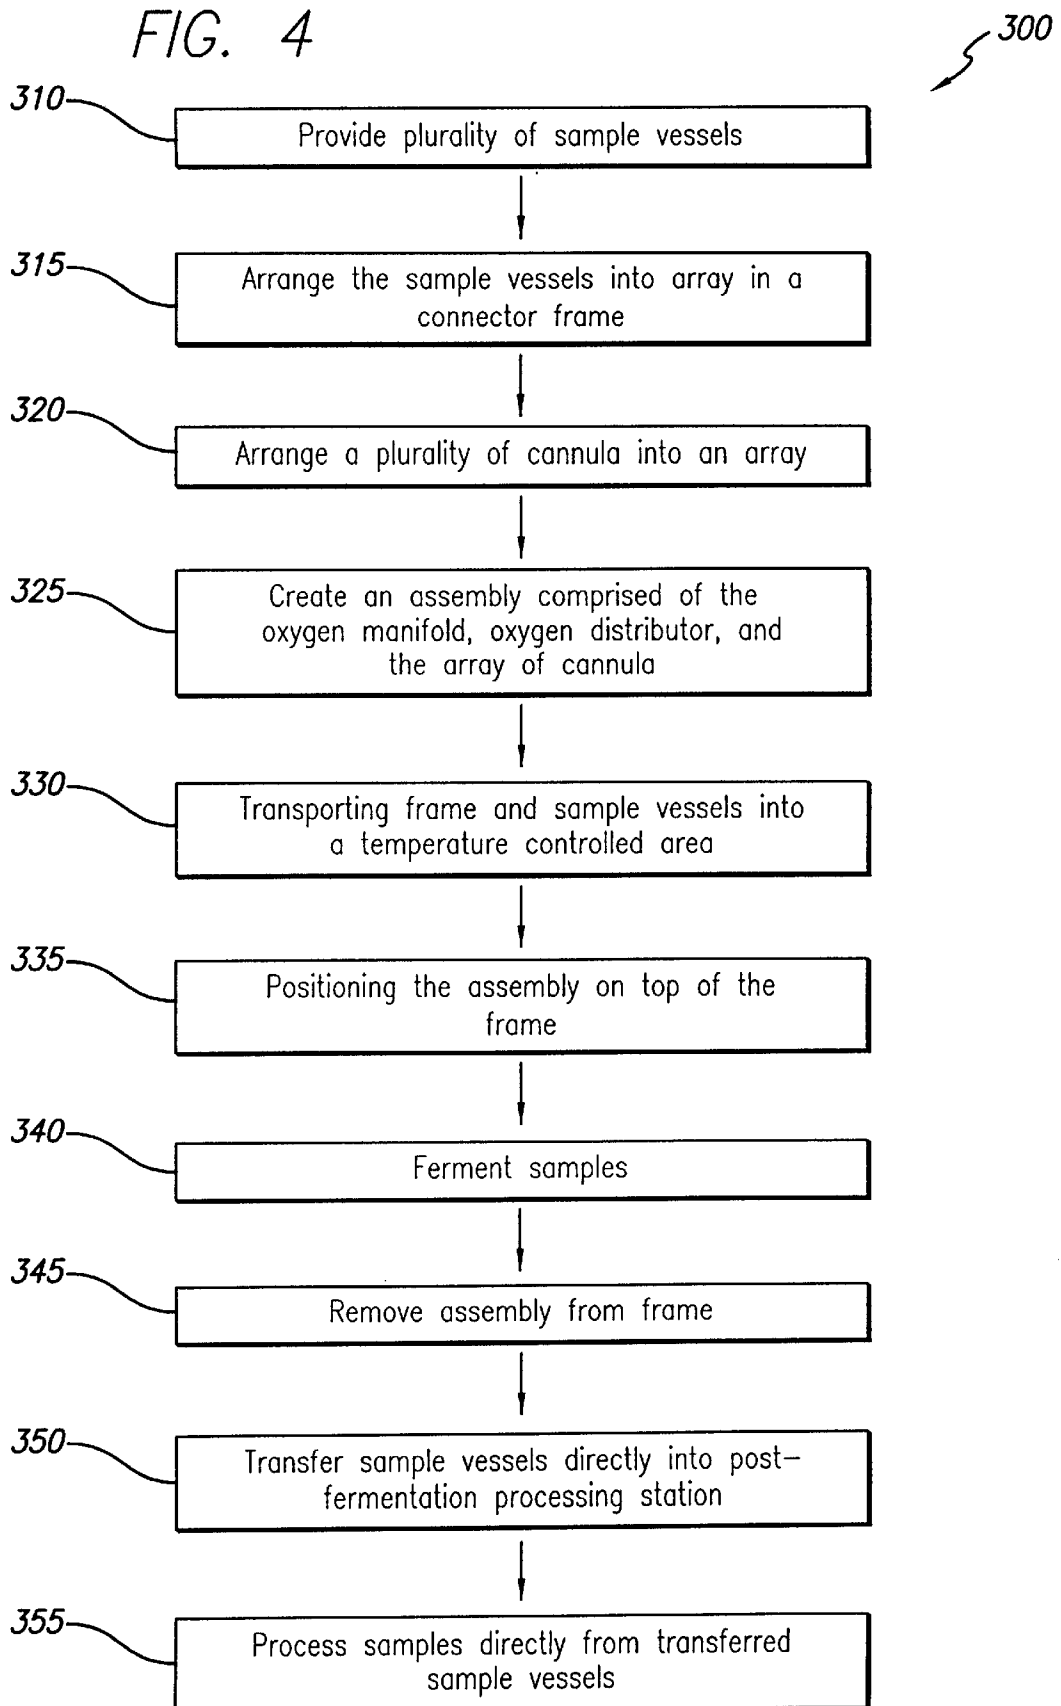 FIG. 4
300
310
Provide plurality of sample vessels
315
Arrange the sample vessels into array in a
connector frame
320
Arrange a plurality of cannula into an array
325
Create an assembly comprised of the
oxygen manifold, oxygen distributor, and
the array of cannula
330
Transporting frame and sample vessels into
a temperature controlled area
335
Positioning the assembly on top of the
frame
340
Ferment samples
345
Remove assembly from frame
350
Transfer sample vessels directly into post-
fermentation processing station
355
Process samples directly from transferred
sample vessels